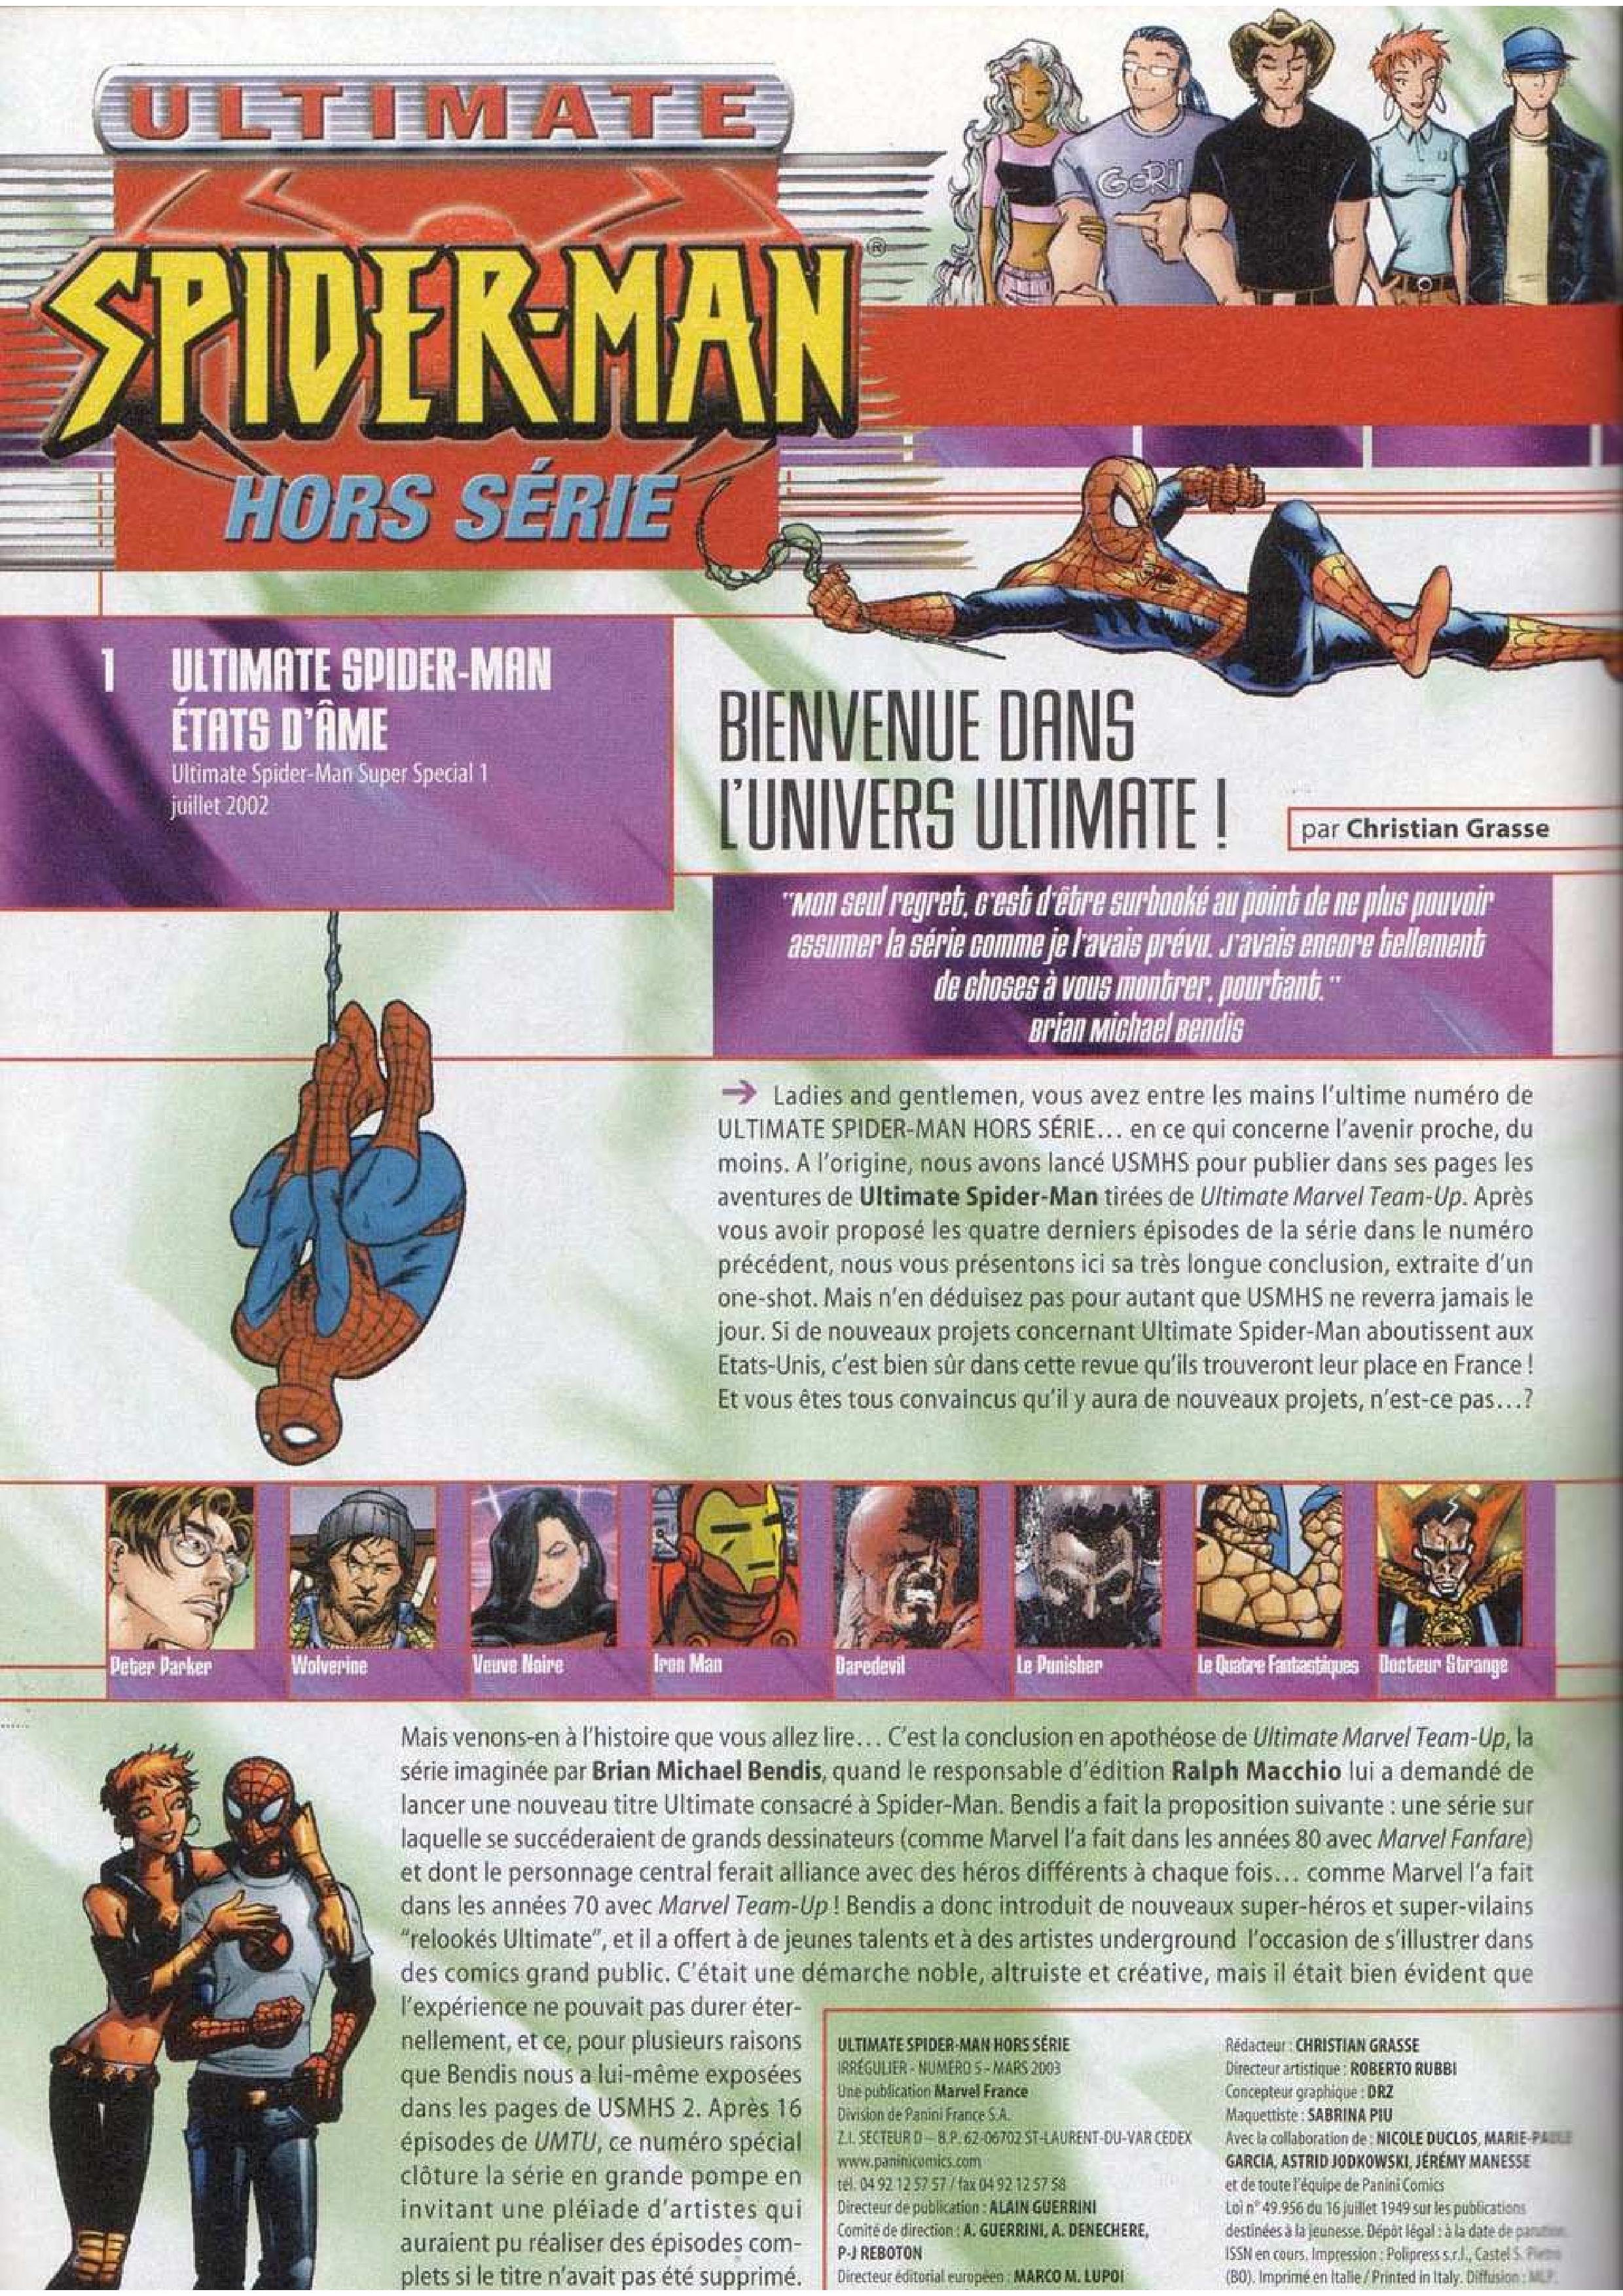 ULTIMATE
SPIDER-MAN®
HORS SÉRIE
GORIL
1 ULTIMATE SPIDER-MAN
ÉTATS D'ÂME
Ultimate Spider-Man Super Special 1
juillet 2002
BIENVENUE DANS
L'UNIVERS ULTIMATE !
par Christian Grasse
"Mon seul regret, c'est d'être surbooké au point de ne plus pouvoir
assumer la série comme je l'avais prévu. J'avais encore tellement
de choses à vous montrer, pourtant."
Brian Michael Bendis
→ Ladies and gentlemen, vous avez entre les mains l'ultime numéro de
ULTIMATE SPIDER-MAN HORS SÉRIE... en ce qui concerne l'avenir proche, du
moins. A l'origine, nous avons lancé USMHS pour publier dans ses pages les
aventures de Ultimate Spider-Man tirées de Ultimate Marvel Team-Up. Après
vous avoir proposé les quatre derniers épisodes de la série dans le numéro
précédent, nous vous présentons ici sa très longue conclusion, extraite d'un
one-shot. Mais n'en déduisez pas pour autant que USMHS ne reverra jamais le
jour. Si de nouveaux projets concernant Ultimate Spider-Man aboutissent aux
Etats-Unis, c'est bien sûr dans cette revue qu'ils trouveront leur place en France !
Et vous êtes tous convaincus qu'il y aura de nouveaux projets, n'est-ce pas...?
Peter Parker
Wolverine
Veuve Noire
Iron Man
Daredevil
Le Punisher
Le Quatre Fantastiques
Docteur Strange
Mais venons-en à l'histoire que vous allez lire... C'est la conclusion en apothéose de Ultimate Marvel Team-Up, la
série imaginée par Brian Michael Bendis, quand le responsable d'édition Ralph Macchio lui a demandé de
lancer une nouveau titre Ultimate consacré à Spider-Man. Bendis a fait la proposition suivante : une série sur
laquelle se succéderaient de grands dessinateurs (comme Marvel l'a fait dans les années 80 avec Marvel Fanfare)
et dont le personnage central ferait alliance avec des héros différents à chaque fois... comme Marvel l'a fait
dans les années 70 avec Marvel Team-Up ! Bendis a donc introduit de nouveaux super-héros et super-vilains
"relookés Ultimate", et il a offert à de jeunes talents et à des artistes underground l'occasion de s'illustrer dans
des comics grand public. C'était une démarche noble, altruiste et créative, mais il était bien évident que
l'expérience ne pouvait pas durer éter-
nellement, et ce, pour plusieurs raisons
que Bendis nous a lui-même exposées
dans les pages de USMHS 2. Après 16
épisodes de UMTU, ce numéro spécial
clôture la série en grande pompe en
invitant une pléiade d'artistes qui
auraient pu réaliser des épisodes com-
plets si le titre n'avait pas été supprimé.
ULTIMATE SPIDER-MAN HORS SÉRIE
IRRÉGULIER - NUMÉRO 5 - MARS 2003
Une publication Marvel France
Division de Panini France S.A.
Z.I. SECTEUR D – B.P. 62-06702 ST-LAURENT-DU-VAR CEDEX
www.paninicomics.com
tél. 04 92 12 57 57 / fax 04 92 12 57 58
Directeur de publication : ALAIN GUERRINI
Comité de direction : A. GUERRINI, A. DENECHERE,
P-J REBOTON
Directeur éditorial européen : MARCO M. LUPOI
Rédacteur : CHRISTIAN GRASSE
Directeur artistique : ROBERTO RUBBI
Concepteur graphique : DRZ
Maquettiste : SABRINA PIU
Avec la collaboration de : NICOLE DUCLOS, MARIE-PAULE
GARCIA, ASTRID JODKOWSKI, JÉRÉMY MANESSE
et de toute l'équipe de Panini Comics
Loi n° 49.956 du 16 juillet 1949 sur les publications
destinées à la jeunesse. Dépôt légal : à la date de parution.
ISSN en cours. Impression : Polipress s.r.l., Castel S. Pietro
(BO). Imprimé en Italie / Printed in Italy. Diffusion : MLP.